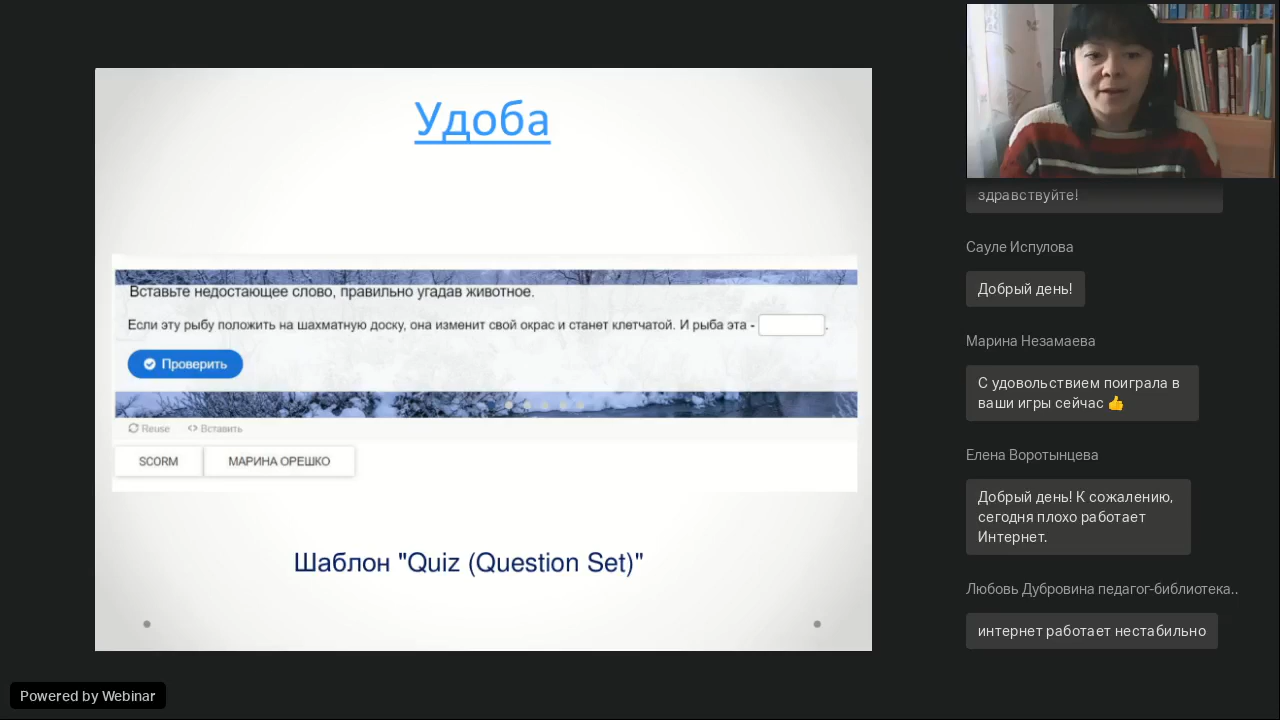 Удоба
Вставьте недостающее слово, правильно угадав животное.
Если эту рыбу положить на шахматную доску, она изменит свой окрас и станет клетчатой. И рыба эта - .
Проверить
Reuse <> Вставить
SCORM МАРИНА ОРЕШКО
Шаблон "Quiz (Question Set)"
здравствуйте!
Сауле Испулова
Добрый день!
Марина Незамаева
С удовольствием поиграла в
ваши игры сейчас 👍
Елена Воротынцева
Добрый день! К сожалению,
сегодня плохо работает
Интернет.
Любовь Дубровина педагог-библиотека..
интернет работает нестабильно
Powered by Webinar